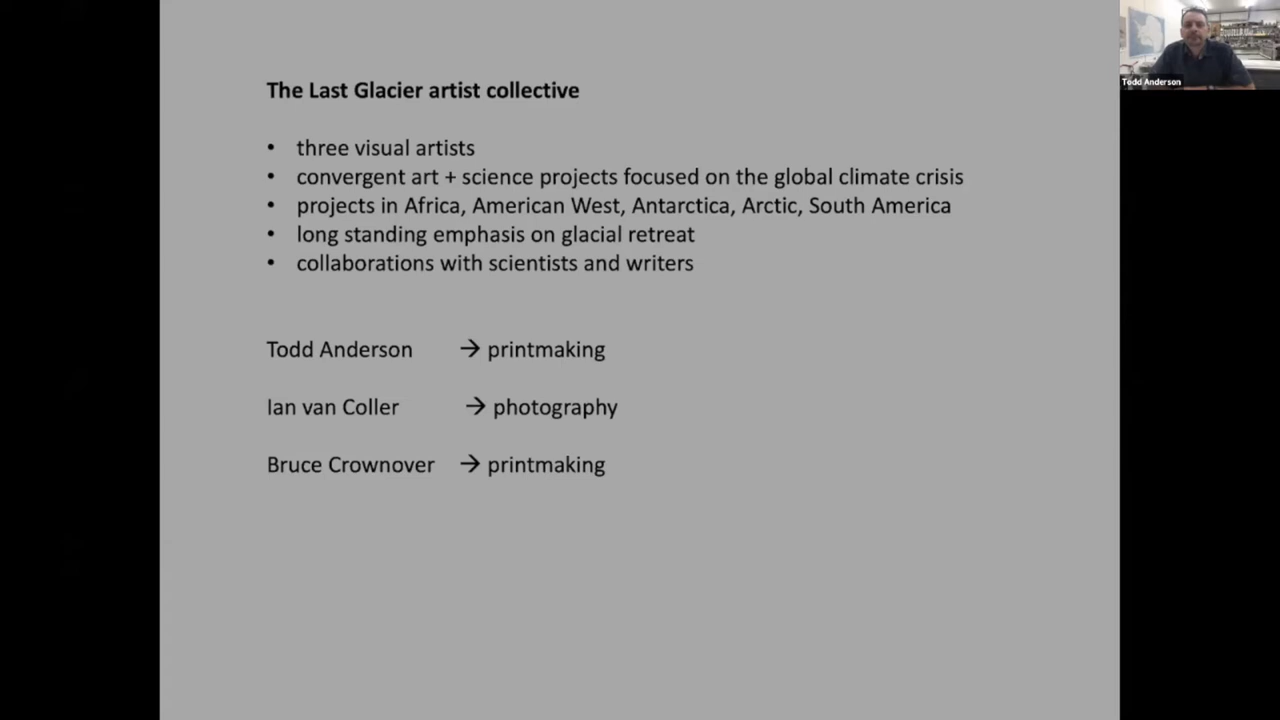 The Last Glacier artist collective
• three visual artists
• convergent art + science projects focused on the global climate crisis
• projects in Africa, American West, Antarctica, Arctic, South America
• long standing emphasis on glacial retreat
• collaborations with scientists and writers
Todd Anderson → printmaking
Ian van Coller → photography
Bruce Crownover → printmaking
Todd Anderson